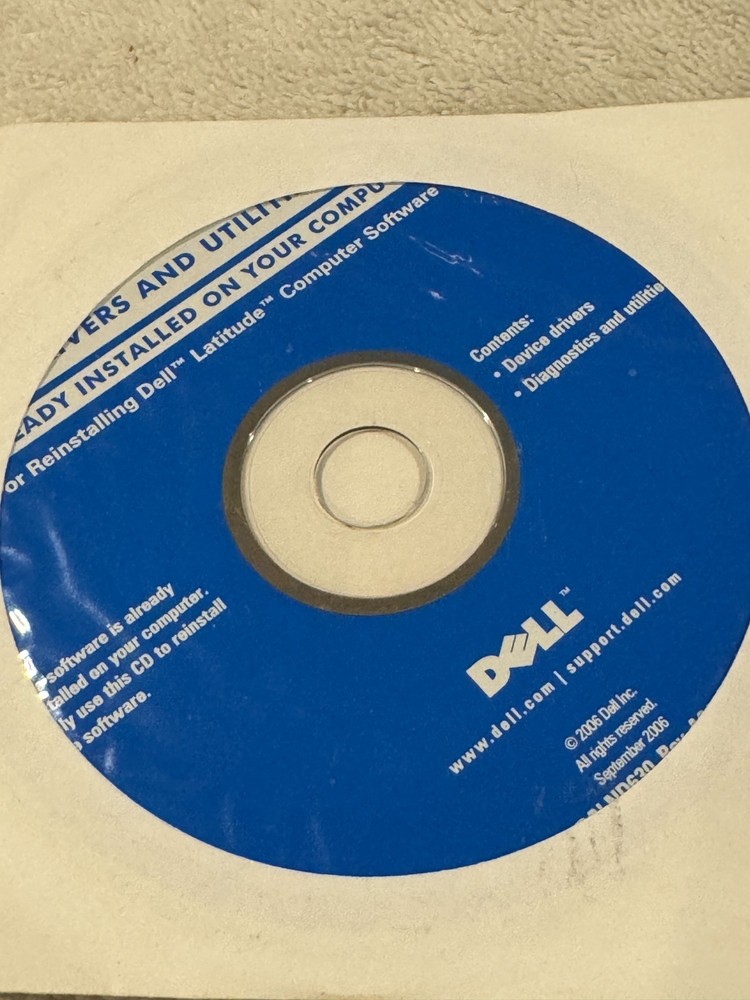 VERS AND UTILIT
EADY INSTALLED ON YOUR COMPU
or Reinstalling Dell™ Latitude™ Computer Software
Contents:
• Device drivers
• Diagnostics and utilitie
software is already
talled on your computer.
ly use this CD to reinstall
software.
DELL™
www.dell.com | support.dell.com
© 2006 Dell Inc.
All rights reserved.
September 2006